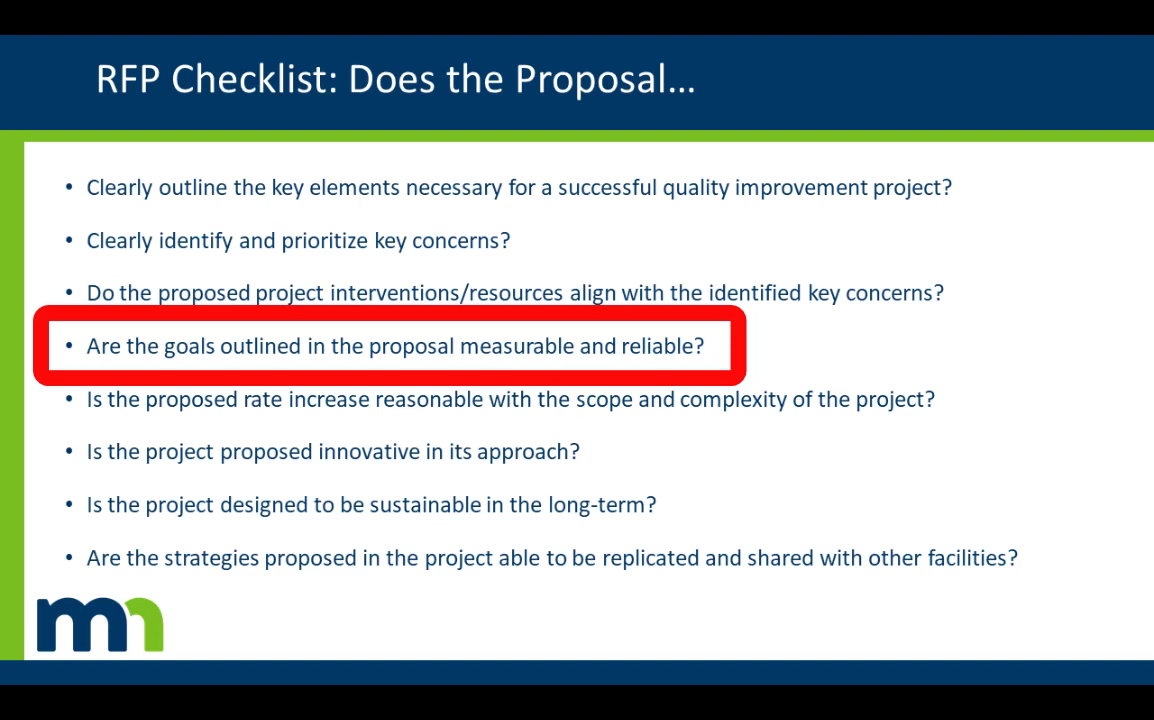 RFP Checklist: Does the Proposal...
• Clearly outline the key elements necessary for a successful quality improvement project?
• Clearly identify and prioritize key concerns?
• Do the proposed project interventions/resources align with the identified key concerns?
• Are the goals outlined in the proposal measurable and reliable?
• Is the proposed rate increase reasonable with the scope and complexity of the project?
• Is the project proposed innovative in its approach?
• Is the project designed to be sustainable in the long-term?
• Are the strategies proposed in the project able to be replicated and shared with other facilities?
mn